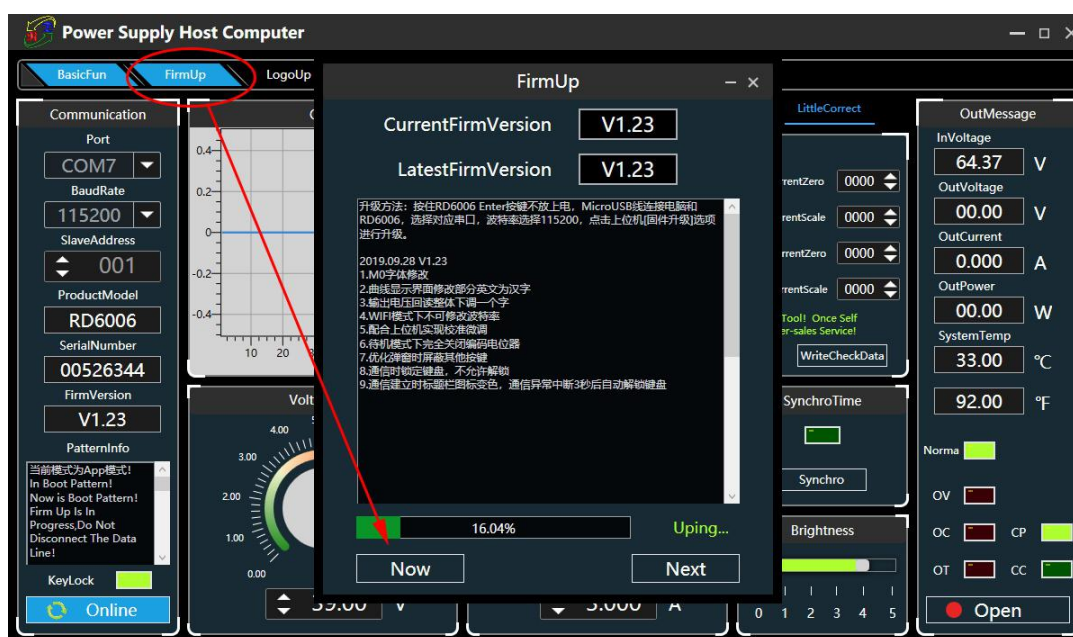 Power Supply Host Computer
BasicFun
FirmUp
LogoUp
Communication
Port
COM7
BaudRate
115200
SlaveAddress
001
ProductModel
RD6006
SerialNumber
00526344
FirmVersion
V1.23
PatternInfo
当前模式为App模式!
In Boot Pattern!
Now is Boot Pattern!
Firm Up Is In
Progress,Do Not
Disconnect The Data
Line!
KeyLock
Online
0.4
0.2
0
-0.2
-0.4
10 20
Volt
4.00
3.00
2.00
1.00
0.00
39.00 V
5.000 A
FirmUp
CurrentFirmVersion V1.23
LatestFirmVersion V1.23
升级方法：按住RD6006 Enter按键不放上电，MicroUSB线连接电脑和
RD6006，选择对应串口，波特率选择115200，点击上位机[固件升级]选项
进行升级。
2019.09.28 V1.23
1.M0字体修改
2.曲线显示界面修改部分英文为汉字
3.输出电压回读整体下调一个字
4.WIFI模式下不可修改波特率
5.配合上位机实现校准微调
6.待机模式下完全关闭编码电位器
7.优化弹窗时屏蔽其他按键
8.通信时锁定键盘，不允许解锁
9.通信建立时标题栏图标变色，通信异常中断3秒后自动解锁键盘
16.04%
Uping...
Now
Next
LittleCorrect
rrentZero 0000
rentScale 0000
rrentZero 0000
rrentScale 0000
Tool! Once Self
er-sales Service!
WriteCheckData
SynchroTime
Synchro
Brightness
0 1 2 3 4 5
OutMessage
InVoltage
64.37 V
OutVoltage
00.00 V
OutCurrent
0.000 A
OutPower
00.00 W
SystemTemp
33.00 ℃
92.00 ℉
Norma
OV
OC CP
OT CC
Open